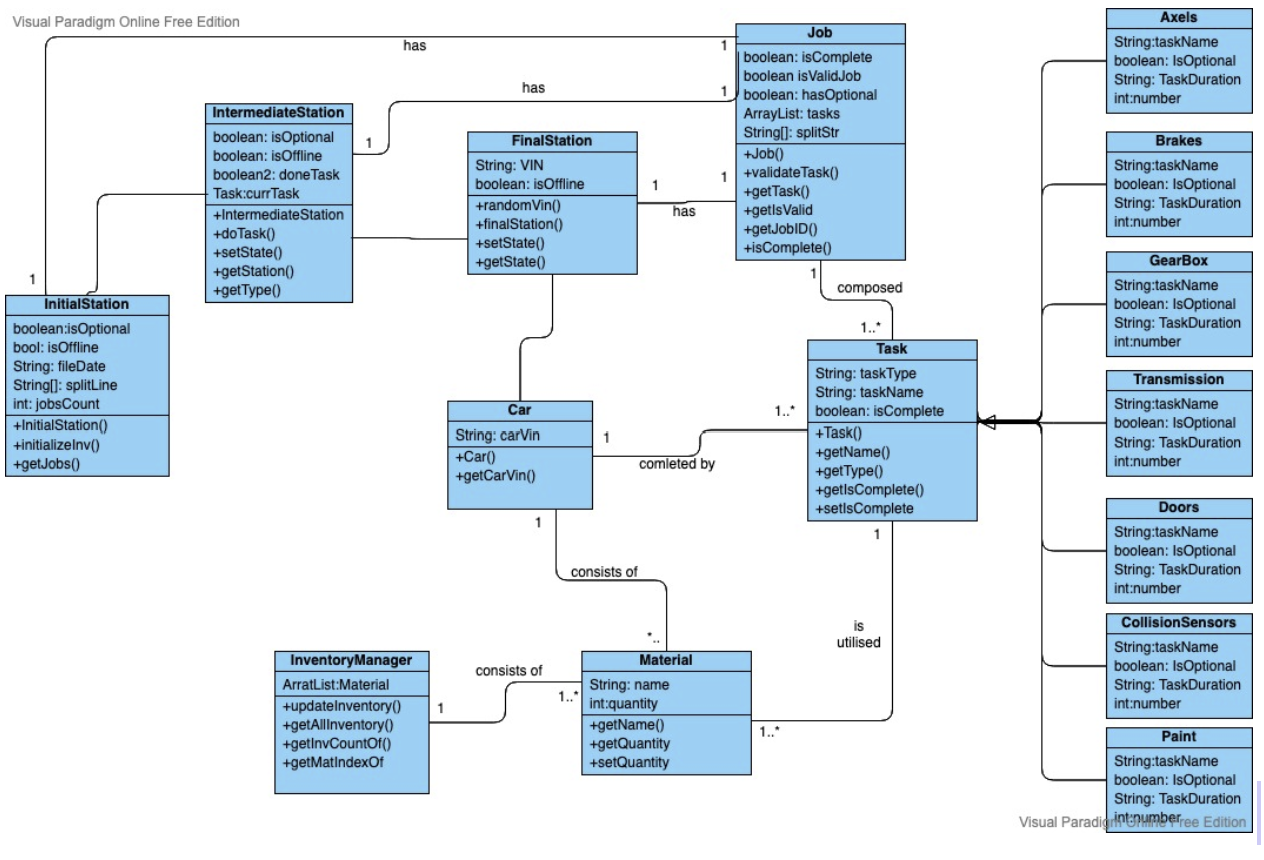 Visual Paradigm Online Free Edition
has
1
Job
boolean: isComplete
boolean isValidJob
boolean: hasOptional
ArrayList: tasks
String[]: splitStr
+Job()
+validateTask()
+getTask()
+getIsValid
+getJobID()
+isComplete()
has
1
1
IntermediateStation
boolean: isOptional
boolean: isOffline
boolean2: doneTask
Task:currTask
+IntermediateStation
+doTask()
+setState()
+getStation()
+getType()
FinalStation
String: VIN
boolean: isOffline
+randomVin()
+finalStation()
+setState()
+getState()
1
1
has
1
InitialStation
boolean:isOptional
bool: isOffline
String: fileDate
String[]: splitLine
int: jobsCount
+InitialStation()
+initializeInv()
+getJobs()
1
composed
1..*
Task
String: taskType
String: taskName
boolean: isComplete
+Task()
+getName()
+getType()
+getIsComplete()
+setIsComplete
Car
String: carVin
+Car()
+getCarVin()
1
1..*
comleted by
1
consists of
*..
1
is
utilised
1..*
InventoryManager
ArratList:Material
+updateInventory()
+getAllInventory()
+getInvCountOf()
+getMatIndexOf
consists of
1
1..*
Material
String: name
int:quantity
+getName()
+getQuantity
+setQuantity
Axels
String:taskName
boolean: IsOptional
String: TaskDuration
int:number
Brakes
String:taskName
boolean: IsOptional
String: TaskDuration
int:number
GearBox
String:taskName
boolean: IsOptional
String: TaskDuration
int:number
Transmission
String:taskName
boolean: IsOptional
String: TaskDuration
int:number
Doors
String:taskName
boolean: IsOptional
String: TaskDuration
int:number
CollisionSensors
String:taskName
boolean: IsOptional
String: TaskDuration
int:number
Paint
String:taskName
boolean: IsOptional
String: TaskDuration
int:number
Visual Paradigm Online Free Edition